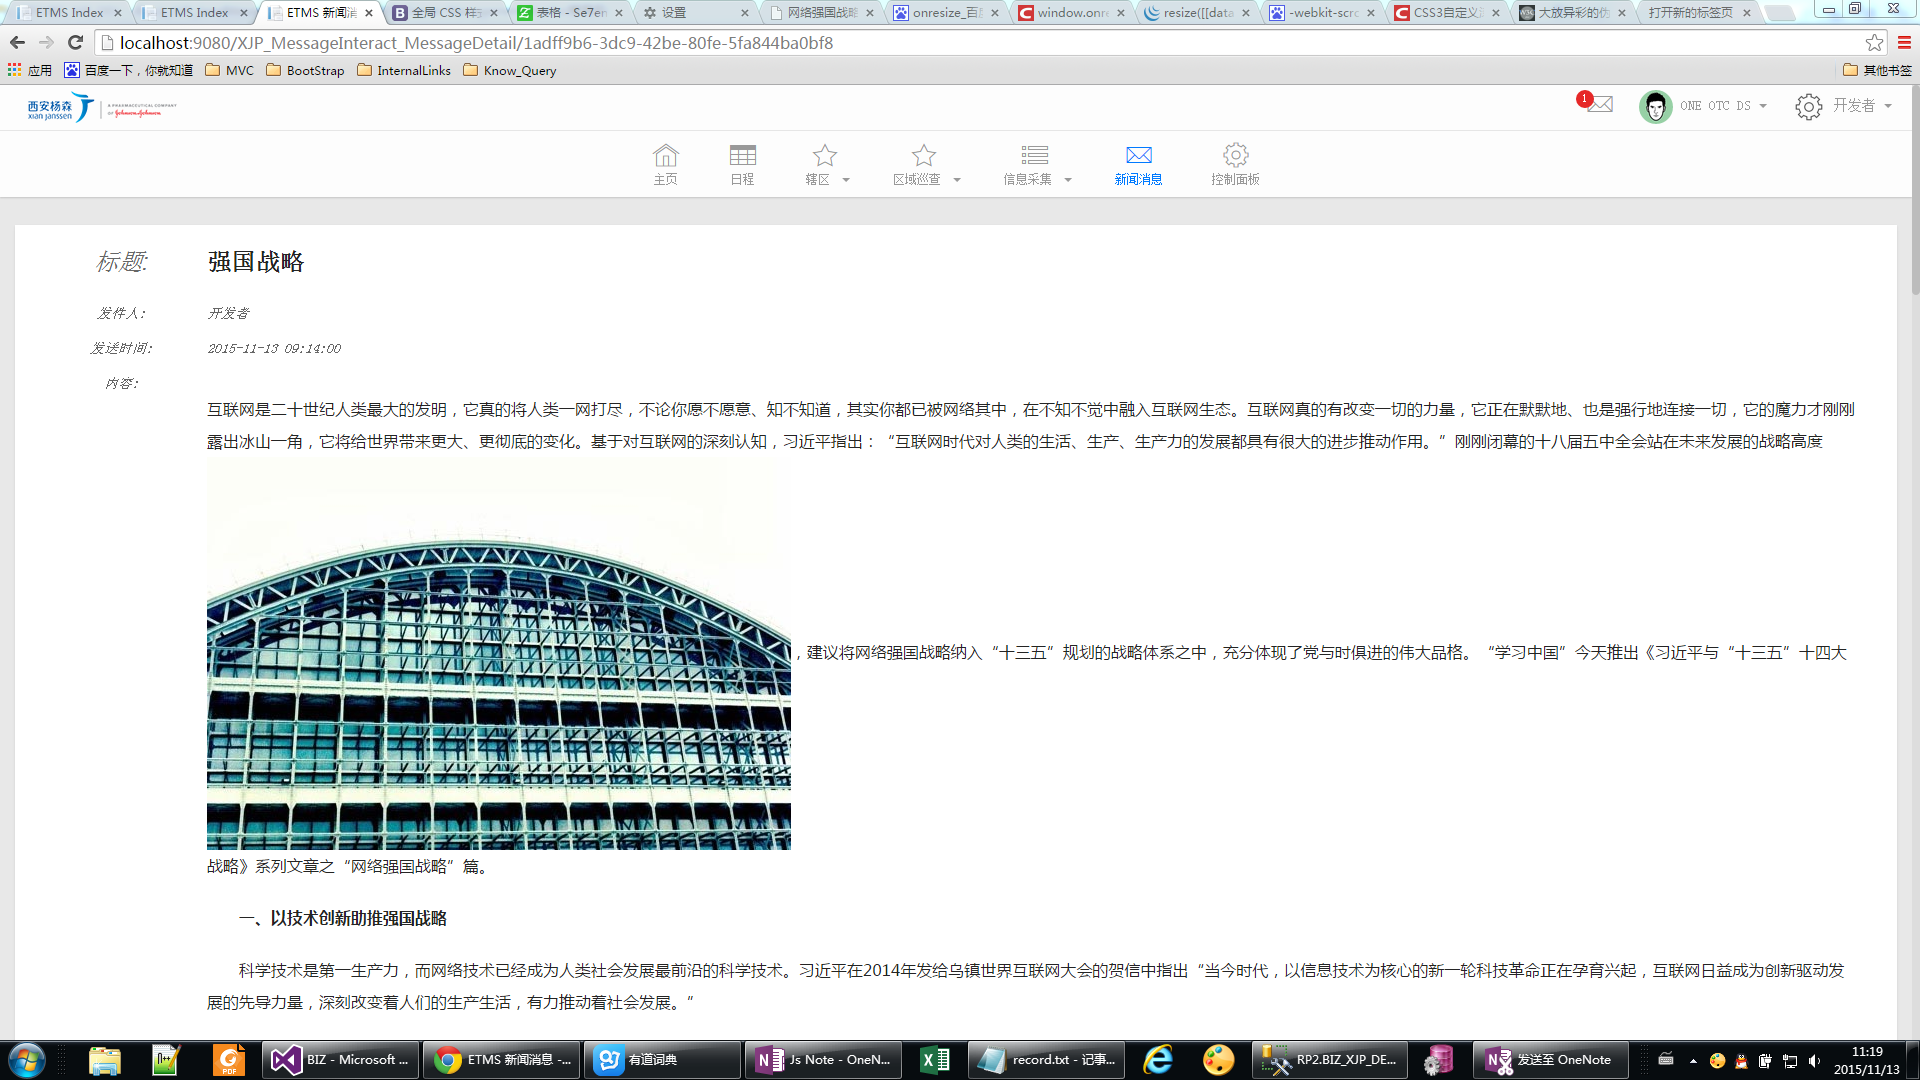 ETMS Index
ETMS Index
ETMS 新闻消
全局 CSS 样式
表格 - Se7en
设置
网络强国战略
onresize_百度
window.onre
resize([[data
-webkit-scro
CSS3自定义
大放异彩的伪
打开新的标签页
localhost:9080/XJP_MessageInteract_MessageDetail/1adff9b6-3dc9-42be-80fe-5fa844ba0bf8
应用
百度一下，你就知道
MVC
BootStrap
InternalLinks
Know_Query
其他书签
西安杨森
xian janssen
A PHARMACEUTICAL COMPANY
OF Johnson&Johnson
1
ONE OTC DS
开发者
主页
日程
辖区
区域巡查
信息采集
新闻消息
控制面板
标题:
强国战略
发件人:
开发者
发送时间:
2015-11-13 09:14:00
内容:
互联网是二十世纪人类最大的发明，它真的将人类一网打尽，不论你愿不愿意、知不知道，其实你都已被网络其中，在不知不觉中融入互联网生态。互联网真的有改变一切的力量，它正在默默地、也是强行地连接一切，它的魔力才刚刚
露出冰山一角，它将给世界带来更大、更彻底的变化。基于对互联网的深刻认知，习近平指出：“互联网时代对人类的生活、生产、生产力的发展都具有很大的进步推动作用。”刚刚闭幕的十八届五中全会站在未来发展的战略高度
，建议将网络强国战略纳入“十三五”规划的战略体系之中，充分体现了党与时俱进的伟大品格。“学习中国”今天推出《习近平与“十三五”十四大
战略》系列文章之“网络强国战略”篇。
一、以技术创新助推强国战略
科学技术是第一生产力，而网络技术已经成为人类社会发展最前沿的科学技术。习近平在2014年发给乌镇世界互联网大会的贺信中指出“当今时代，以信息技术为核心的新一轮科技革命正在孕育兴起，互联网日益成为创新驱动发
展的先导力量，深刻改变着人们的生产生活，有力推动着社会发展。”
BIZ - Microsoft ...
ETMS 新闻消息 -...
有道词典
Js Note - OneN...
record.txt - 记事...
RP2.BIZ_XJP_DE...
发送至 OneNote
11:19
2015/11/13